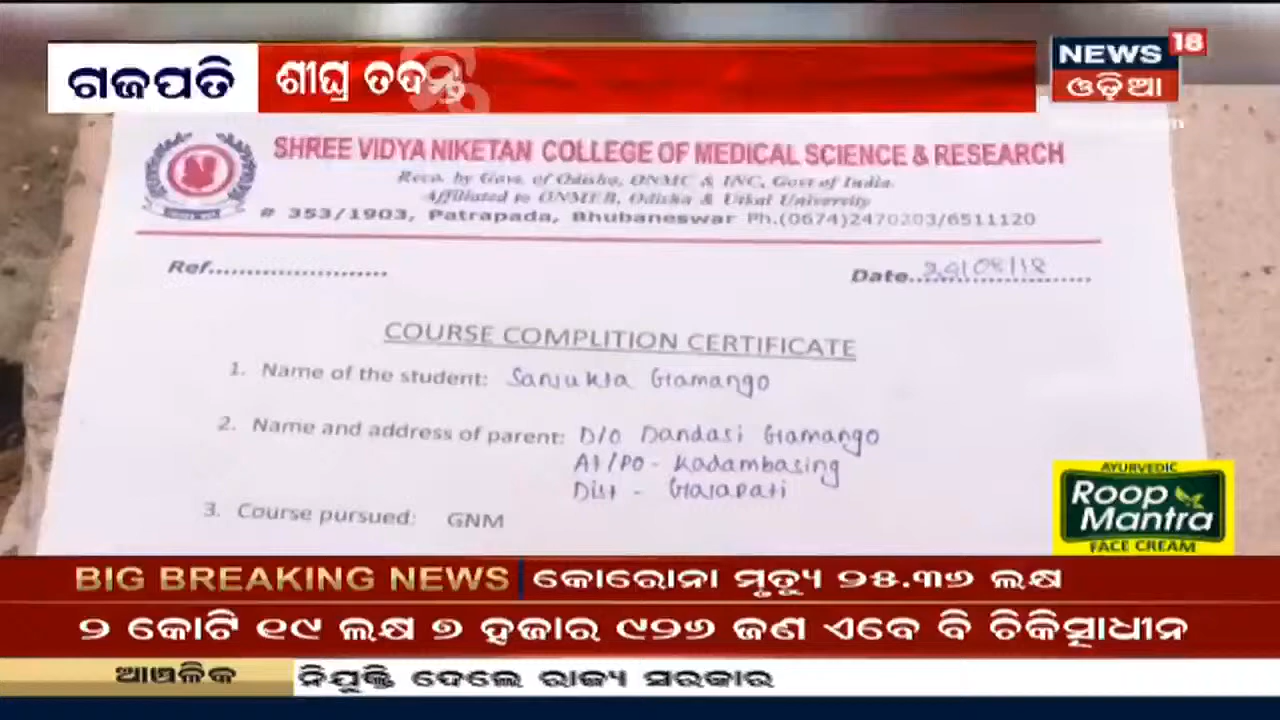 ଗଜପତି
ଶୀଘ୍ର ତଦନ୍ତ
NEWS 18
ଓଡ଼ିଆ
SHREE VIDYA NIKETAN COLLEGE OF MEDICAL SCIENCE & RESEARCH
Reco. by Govt. of Odisha, ONMC & INC, Govt of India.
Affiliated to ONMEB, Odisha & Utkal University
# 353/1903, Patrapada, Bhubaneswar Ph.(0674)2470203/6511120
Ref........................
Date........................
COURSE COMPLITION CERTIFICATE
1. Name of the student: Sanjukta Gamango
2. Name and address of parent: D/O Dandasi Gamango
At/PO - Kadambasing
Dist - Gajapati
3. Course pursued: GNM
AYURVEDIC
Roop
Mantra
FACE CREAM
BIG BREAKING NEWS କୋରୋନା ମୃତ୍ୟୁ ୨୫.୩୬ ଲକ୍ଷ
୨ କୋଟି ୧୯ ଲକ୍ଷ ୭ ହଜାର ୯୨୬ ଜଣ ଏବେ ବି ଚିକିତ୍ସାଧୀନ
ଆଞ୍ଚଳିକ ନିଯୁକ୍ତି ଦେଲେ ରାଜ୍ୟ ସରକାର